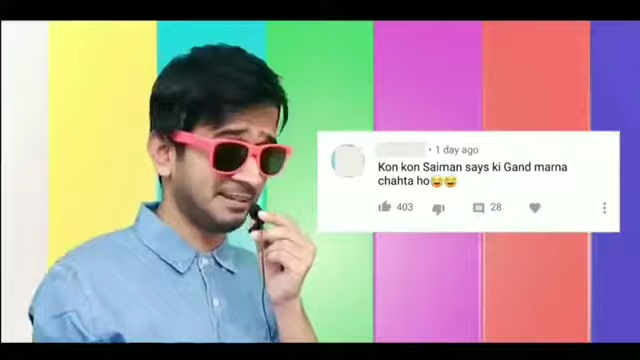 • 1 day ago
Kon kon Saiman says ki Gand marna
chahta ho😂😂
403
28